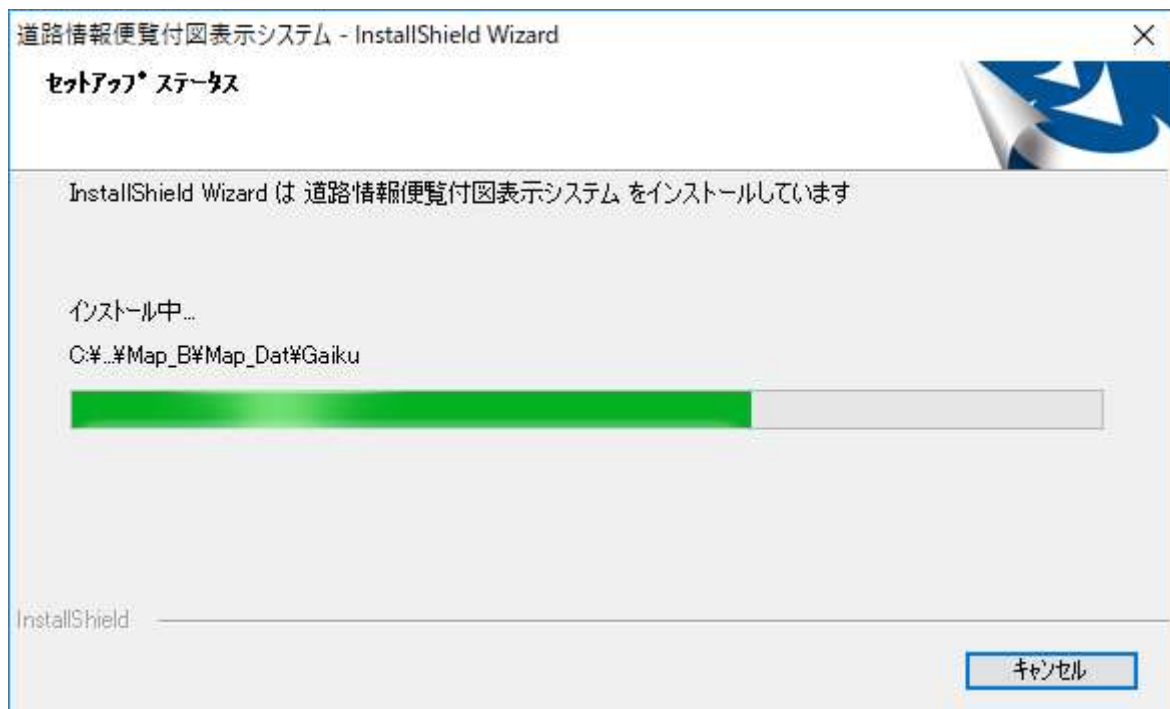 道路情報便覧付図表示システム - InstallShield Wizard
ｾｯﾄｱｯﾌﾟ ｽﾃｰﾀｽ
InstallShield Wizard は 道路情報便覧付図表示システム をインストールしています
ｲﾝｽﾄｰﾙ中...
C:¥...¥Map_B¥Map_Dat¥Gaiku
InstallShield
ｷｬﾝｾﾙ